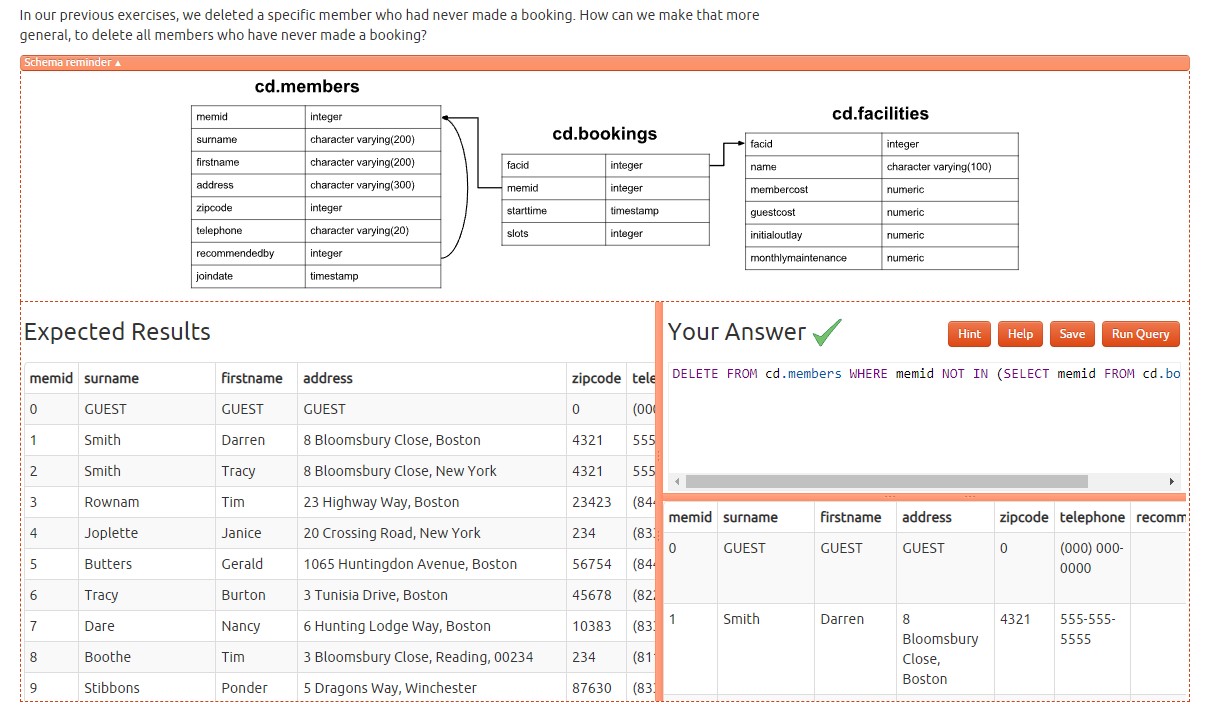 In our previous exercises, we deleted a specific member who had never made a booking. How can we make that more
general, to delete all members who have never made a booking?
Schema reminder ▲
cd.members
memid integer
surname character varying(200)
firstname character varying(200)
address character varying(300)
zipcode integer
telephone character varying(20)
recommendedby integer
joindate timestamp
cd.bookings
facid integer
memid integer
starttime timestamp
slots integer
cd.facilities
facid integer
name character varying(100)
membercost numeric
guestcost numeric
initialoutlay numeric
monthlymaintenance numeric
Expected Results
memid surname firstname address zipcode tele
0 GUEST GUEST GUEST 0 (000
1 Smith Darren 8 Bloomsbury Close, Boston 4321 555
2 Smith Tracy 8 Bloomsbury Close, New York 4321 555
3 Rownam Tim 23 Highway Way, Boston 23423 (844
4 Joplette Janice 20 Crossing Road, New York 234 (833
5 Butters Gerald 1065 Huntingdon Avenue, Boston 56754 (844
6 Tracy Burton 3 Tunisia Drive, Boston 45678 (822
7 Dare Nancy 6 Hunting Lodge Way, Boston 10383 (833
8 Boothe Tim 3 Bloomsbury Close, Reading, 00234 234 (811
9 Stibbons Ponder 5 Dragons Way, Winchester 87630 (833
Your Answer
Hint Help Save Run Query
DELETE FROM cd.members WHERE memid NOT IN (SELECT memid FROM cd.bo
memid surname firstname address zipcode telephone recomm
0 GUEST GUEST GUEST 0 (000) 000-
0000
1 Smith Darren 8 4321 555-555-
Bloomsbury 5555
Close,
Boston